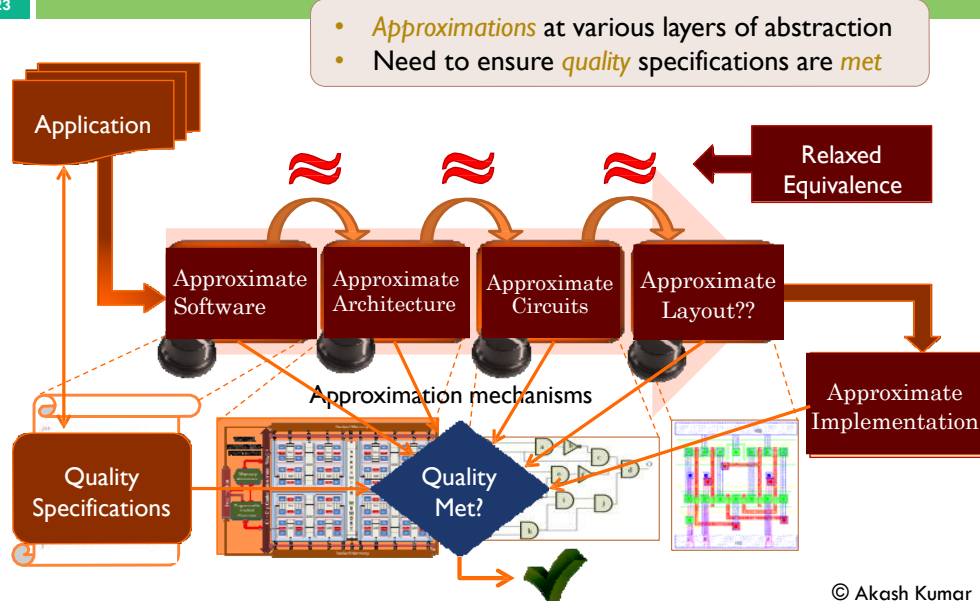 23
• Approximations at various layers of abstraction
• Need to ensure quality specifications are met
Application
≈ ≈ ≈
Relaxed
Equivalence
Approximate
Software
Approximate
Architecture
Approximate
Circuits
Approximate
Layout??
Approximate
Implementation
Approximation mechanisms
Quality
Specifications
Quality
Met?
© Akash Kumar